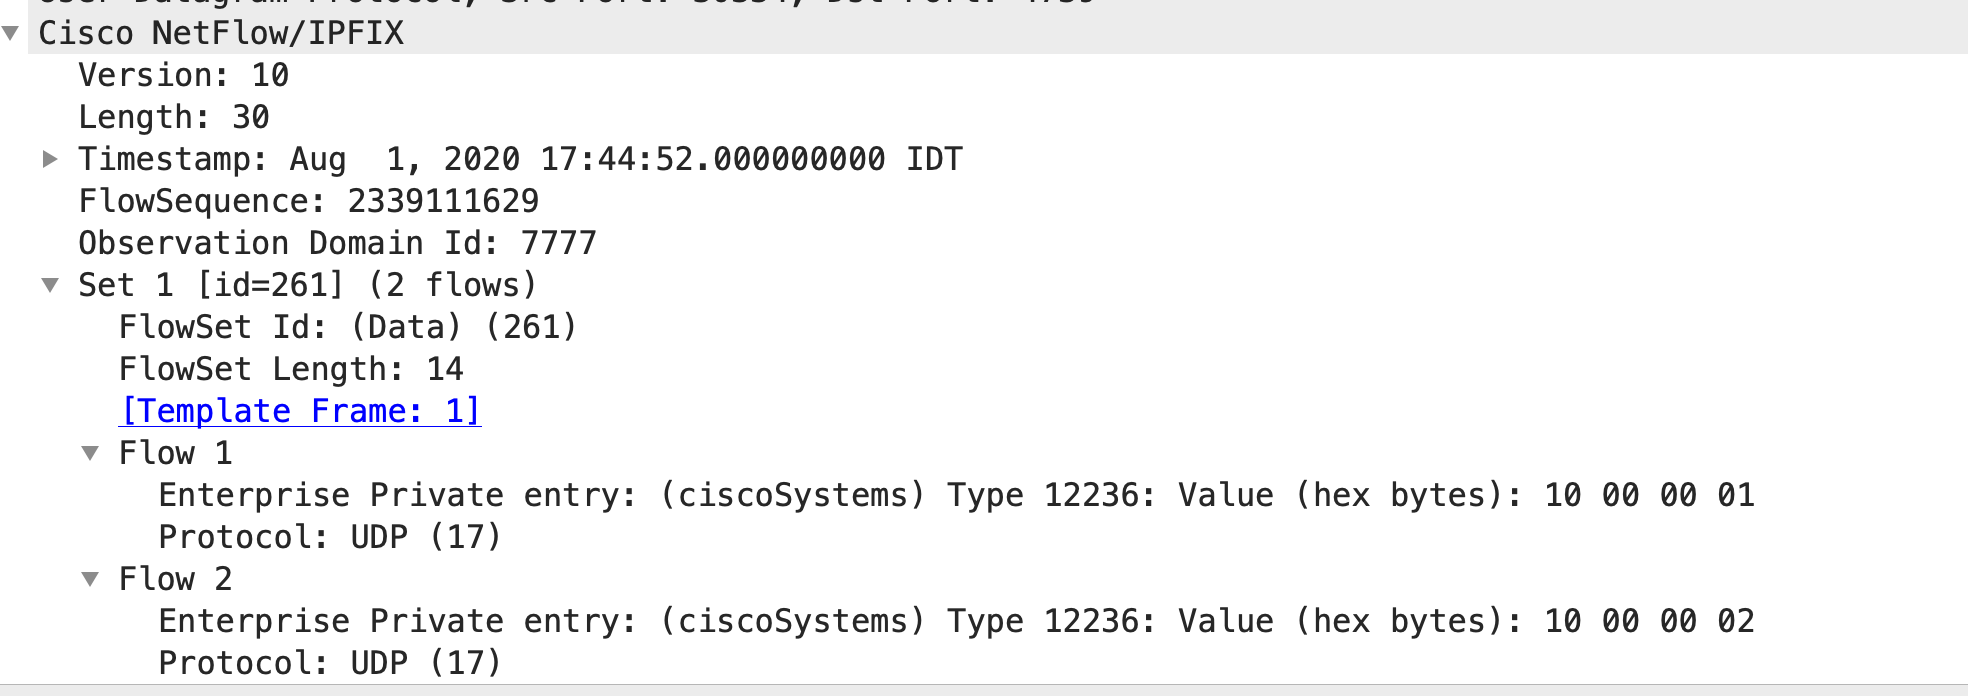 Cisco NetFlow/IPFIX
Version: 10
Length: 30
Timestamp: Aug  1, 2020 17:44:52.000000000 IDT
FlowSequence: 2339111629
Observation Domain Id: 7777
Set 1 [id=261] (2 flows)
FlowSet Id: (Data) (261)
FlowSet Length: 14
[Template Frame: 1]
Flow 1
Enterprise Private entry: (ciscoSystems) Type 12236: Value (hex bytes): 10 00 00 01
Protocol: UDP (17)
Flow 2
Enterprise Private entry: (ciscoSystems) Type 12236: Value (hex bytes): 10 00 00 02
Protocol: UDP (17)